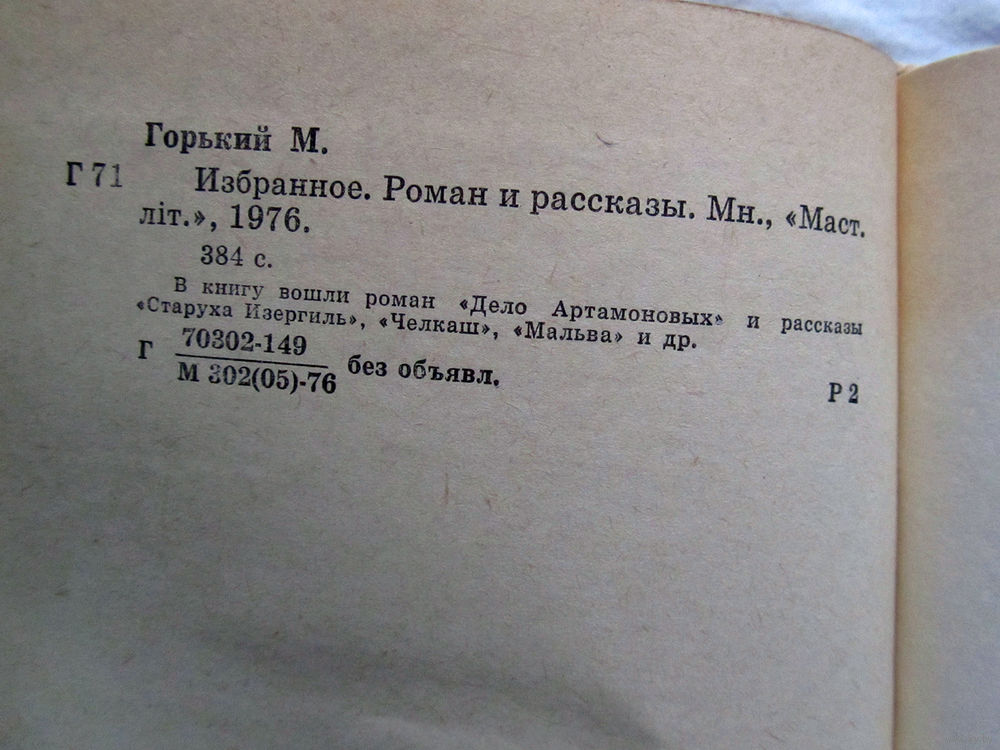 Горький М.
Г 71 Избранное. Роман и рассказы. Мн., «Маст.
літ.», 1976.
384 с.
В книгу вошли роман «Дело Артамоновых» и рассказы
«Старуха Изергиль», «Челкаш», «Мальва» и др.
Г 70302-149
М 302(05)-76 без объявл.
Р 2